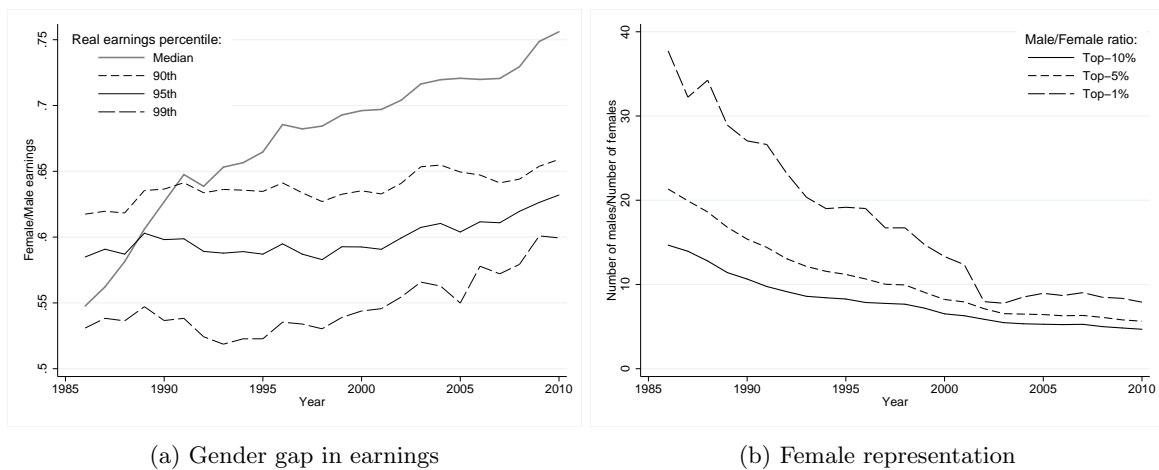 Real earnings percentile:
Median
90th
95th
99th
Female/Male earnings
.75
.7
.65
.6
.55
.5
1985 1990 1995 2000 2005 2010
Year
(a) Gender gap in earnings
Male/Female ratio:
Top−10%
Top−5%
Top−1%
Number of males/Number of females
40
30
20
10
0
1985 1990 1995 2000 2005 2010
Year
(b) Female representation